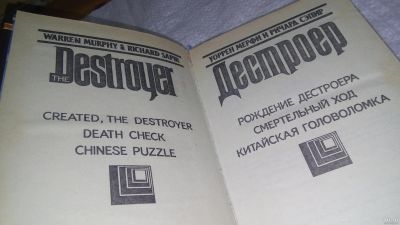 WARREN MURPHY & RICHARD SAPIR
THE Destroyer
CREATED, THE DESTROYER
DEATH CHECK
CHINESE PUZZLE
УОРРЕН МЕРФИ И РИЧАРД СЭПИР
Дестроер
РОЖДЕНИЕ ДЕСТРОЕРА
СМЕРТЕЛЬНЫЙ ХОД
КИТАЙСКАЯ ГОЛОВОЛОМКА